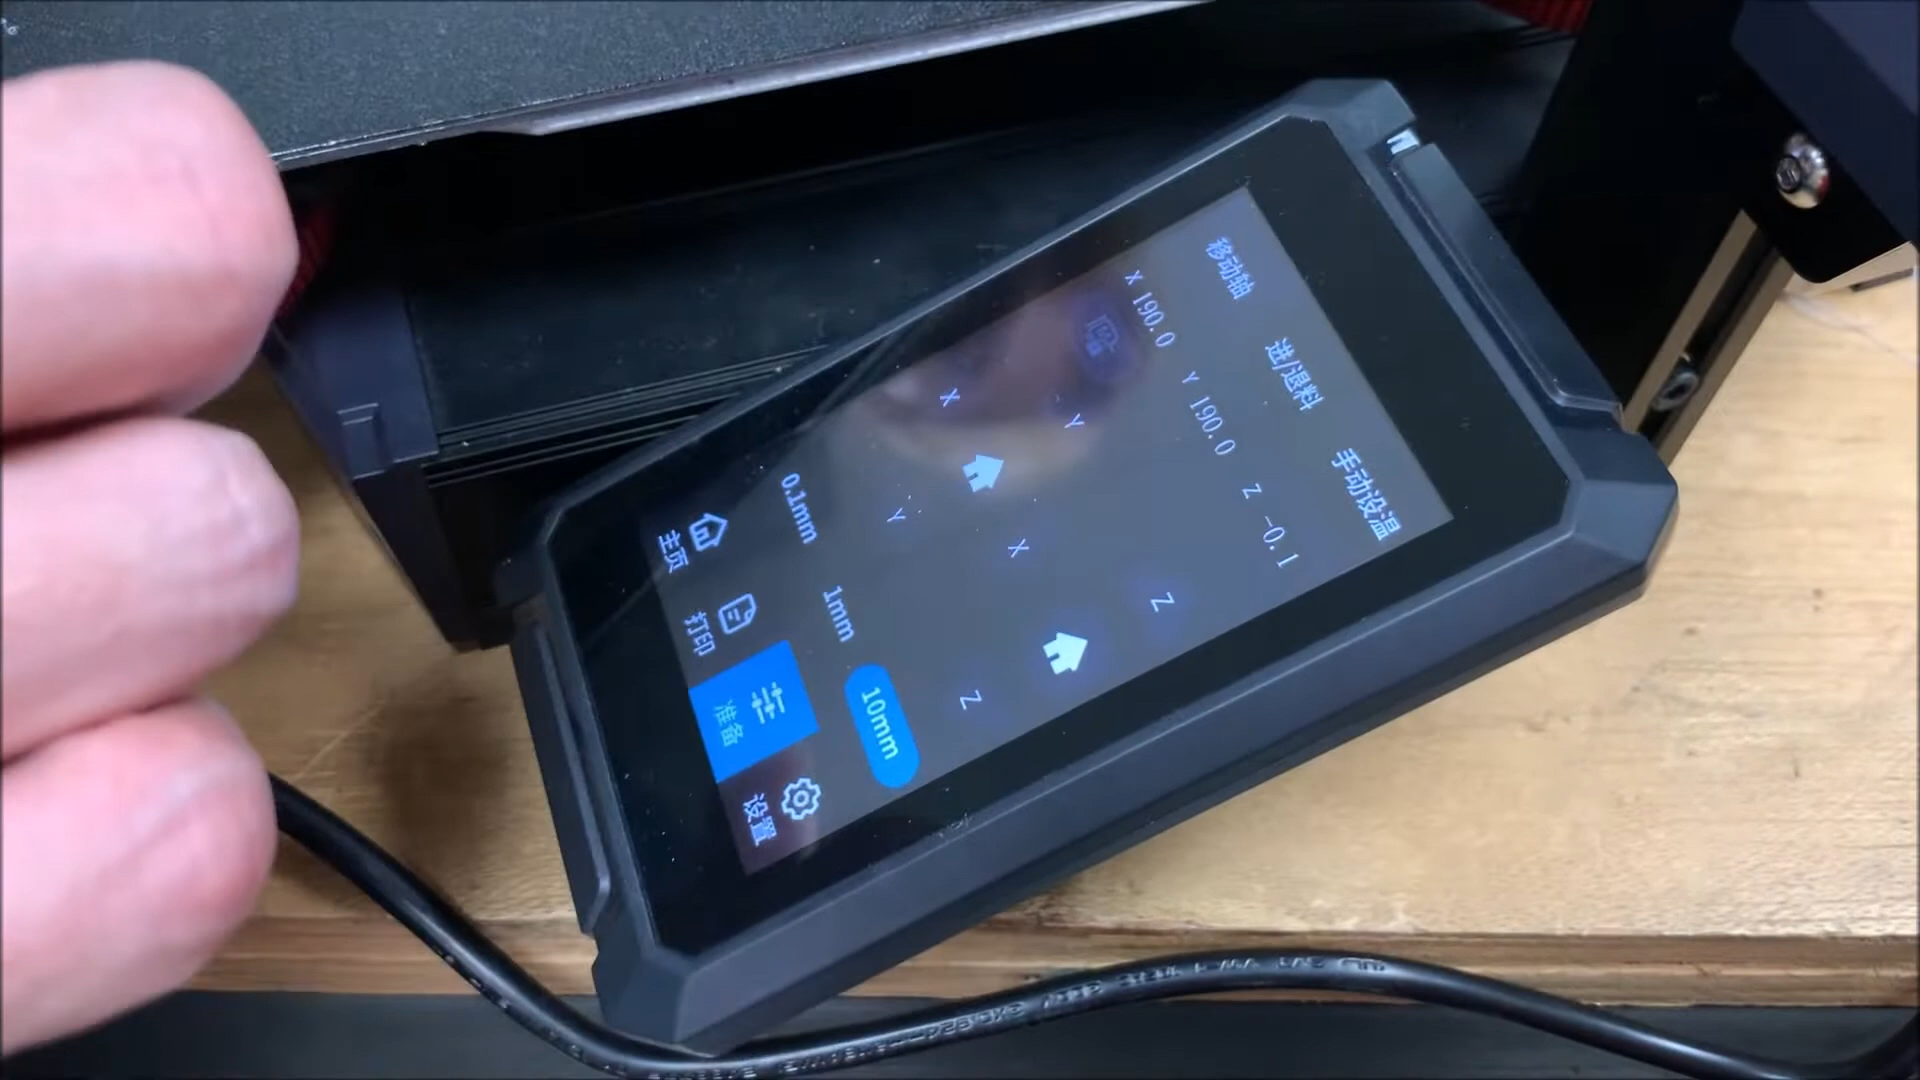 移动轴 进/退料 手动设温
X 190.0 Y 190.0 Z -0.1
Y Z
X X
Y Z
0.1mm 1mm 10mm
主页 打印 准备 设置